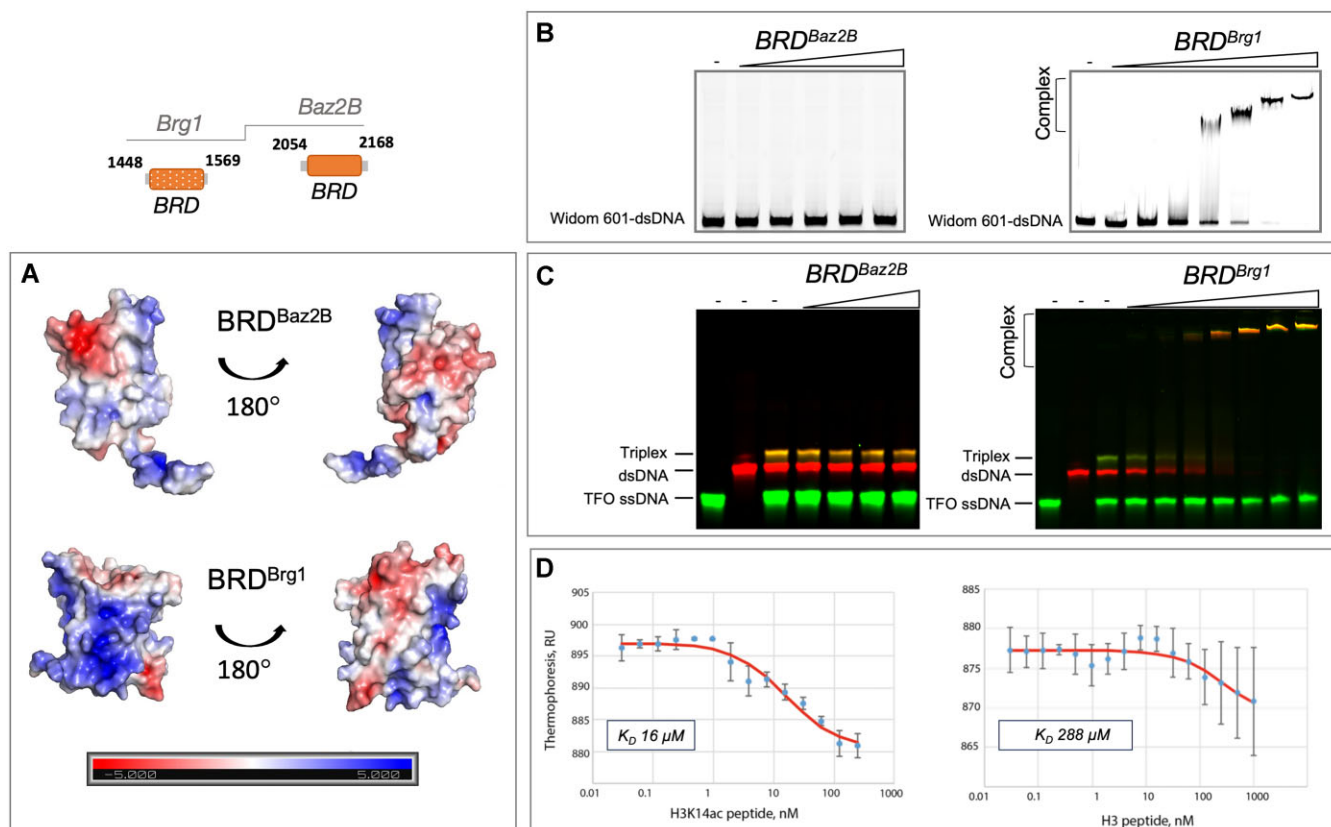 Brg1
Baz2B
1448 1569
2054 2168
BRD
BRD
A
BRD^Baz2B
180°
BRD^Brg1
180°
-5.000 5.000
B
BRD^Baz2B
-
Widom 601-dsDNA
BRD^Brg1
-
Complex
Widom 601-dsDNA
C
BRD^Baz2B
- - -
Triplex
dsDNA
TFO ssDNA
BRD^Brg1
- - -
Complex
Triplex
dsDNA
TFO ssDNA
D
Thermophoresis, RU
905
900
895
890
885
880
K_D 16 µM
0.01 0.1 1 10 100 1000
H3K14ac peptide, nM
885
880
875
870
865
K_D 288 µM
0.01 0.1 1 10 100 1000
H3 peptide, nM